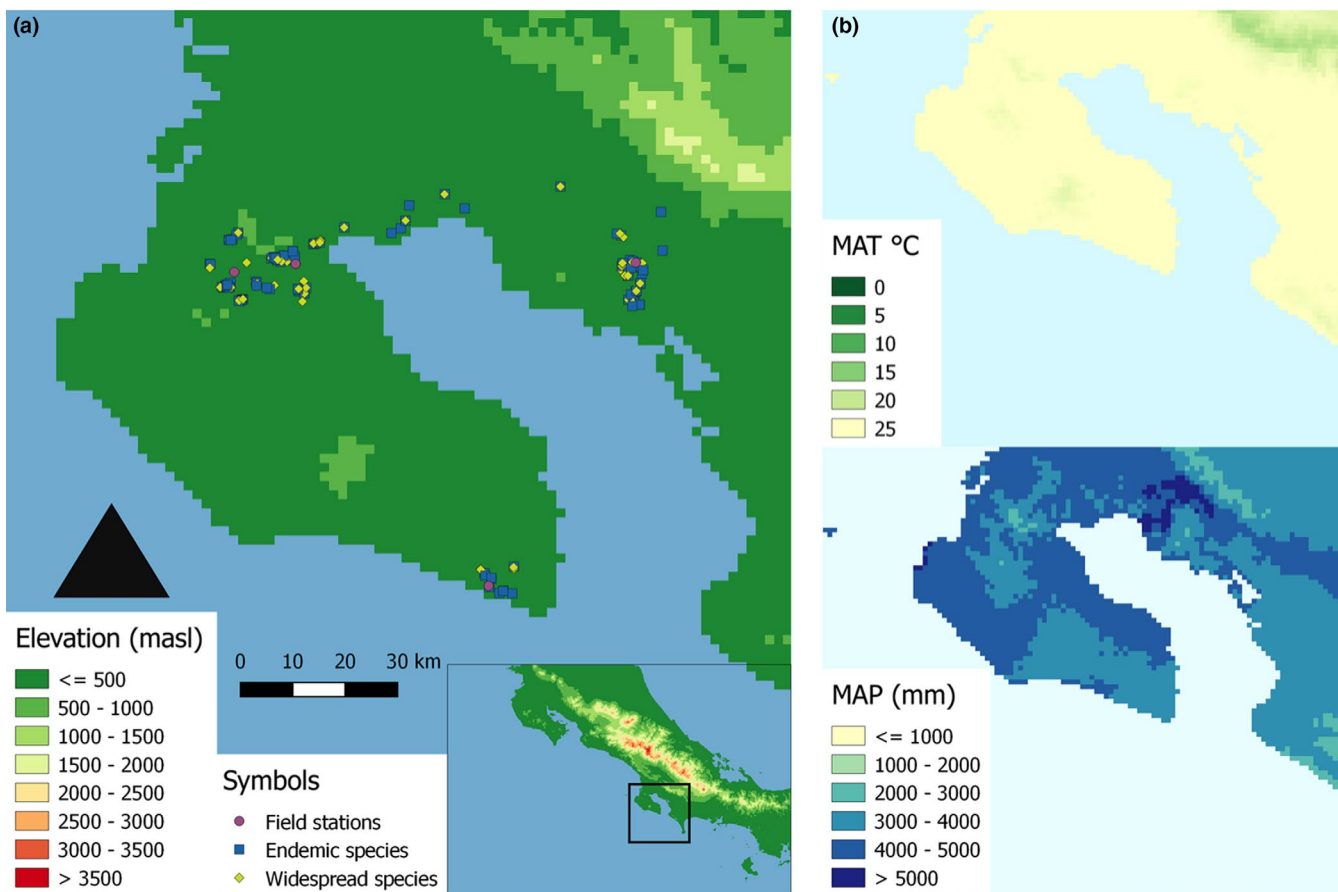 (a)
Elevation (masl)
<= 500
500 - 1000
1000 - 1500
1500 - 2000
2000 - 2500
2500 - 3000
3000 - 3500
> 3500
0 10 20 30 km
Symbols
Field stations
Endemic species
Widespread species
(b)
MAT °C
0
5
10
15
20
25
MAP (mm)
<= 1000
1000 - 2000
2000 - 3000
3000 - 4000
4000 - 5000
> 5000